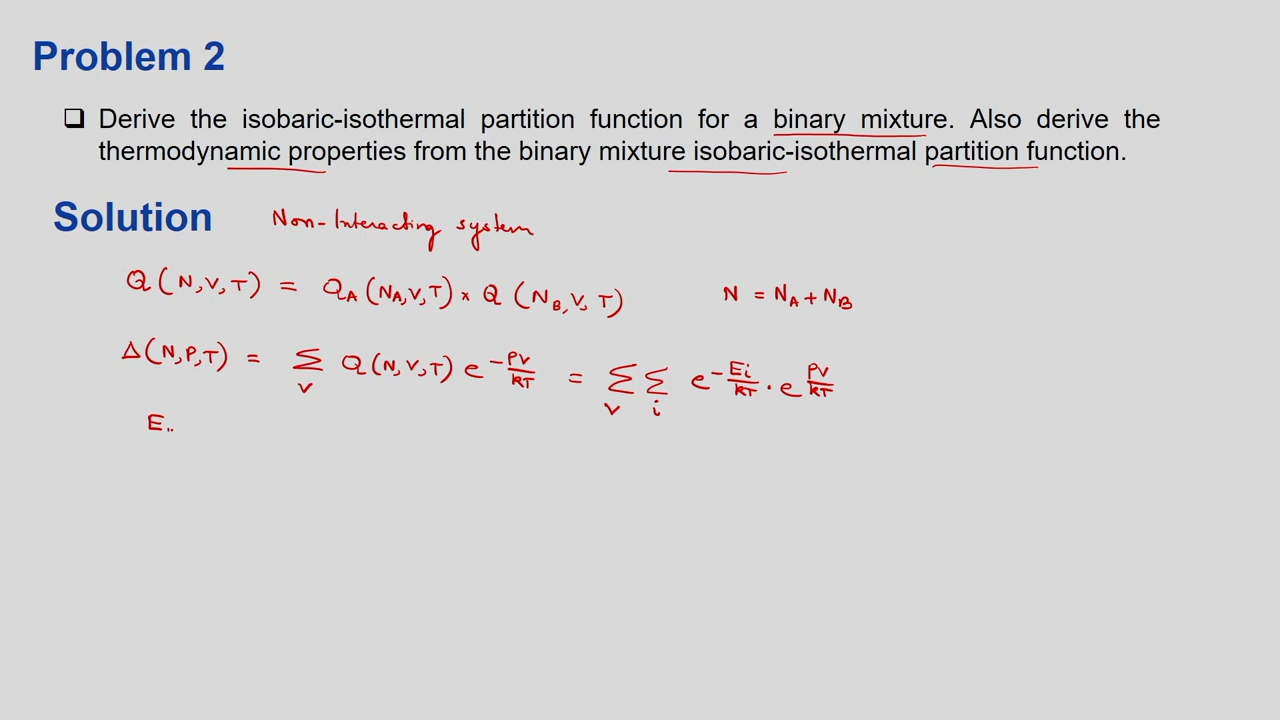 Problem 2
❑ Derive the isobaric-isothermal partition function for a binary mixture. Also derive the
thermodynamic properties from the binary mixture isobaric-isothermal partition function.
Solution Non-Interacting system
Q(N,V,T) = Q_A(N_A,V,T) × Q(N_B,V,T) N = N_A + N_B
Δ(N,P,T) = Σ_V Q(N,V,T) e^{-PV/kT} = Σ_V Σ_i e^{-Ei/kT} · e^{PV/kT}
E..